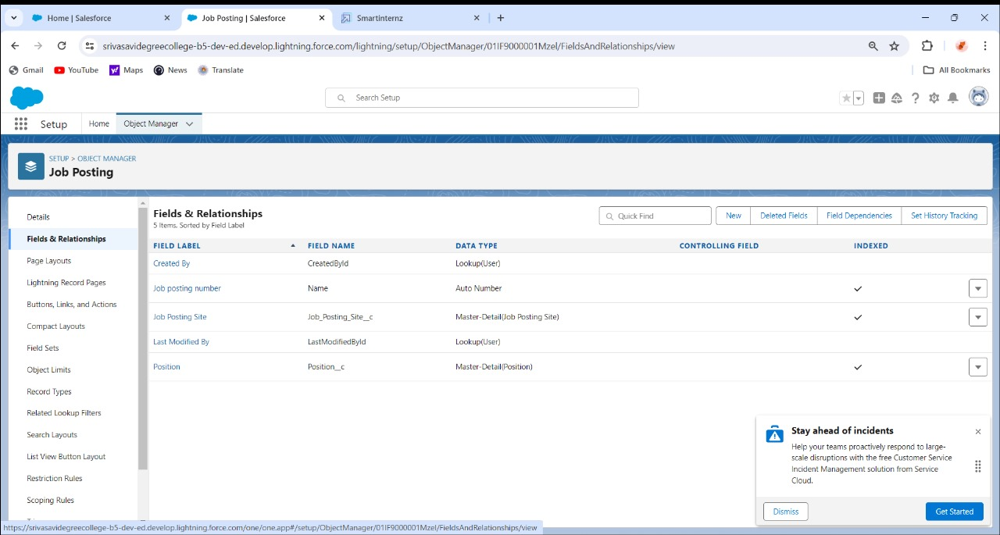 Home | Salesforce
Job Posting | Salesforce
Smartinternz
srivasavidegreecollege-b5-dev-ed.develop.lightning.force.com/lightning/setup/ObjectManager/01IF9000001Mzel/FieldsAndRelationships/view
Gmail YouTube Maps News Translate All Bookmarks
Search Setup
Setup Home Object Manager
SETUP > OBJECT MANAGER
Job Posting
Details
Fields & Relationships
Page Layouts
Lightning Record Pages
Buttons, Links, and Actions
Compact Layouts
Field Sets
Object Limits
Record Types
Related Lookup Filters
Search Layouts
List View Button Layout
Restriction Rules
Scoping Rules
Fields & Relationships
5 Items, Sorted by Field Label
Quick Find New Deleted Fields Field Dependencies Set History Tracking
FIELD LABEL FIELD NAME DATA TYPE CONTROLLING FIELD INDEXED
Created By CreatedById Lookup(User)
Job posting number Name Auto Number
Job Posting Site Job_Posting_Site__c Master-Detail(Job Posting Site)
Last Modified By LastModifiedById Lookup(User)
Position Position__c Master-Detail(Position)
Stay ahead of incidents
Help your teams proactively respond to large-
scale disruptions with the free Customer Service
Incident Management solution from Service
Cloud.
Dismiss Get Started
https://srivasavidegreecollege-b5-dev-ed.develop.lightning.force.com/one/one.app#/setup/ObjectManager/01IF9000001Mzel/FieldsAndRelationships/view